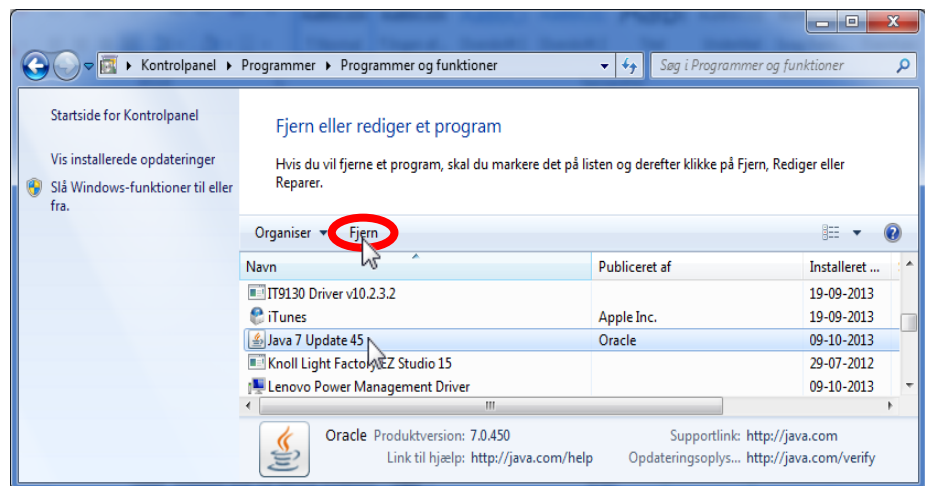 Kontrolpanel Programmer Programmer og funktioner Søg i Programmer og funktioner
Startside for Kontrolpanel
Vis installerede opdateringer
Slå Windows-funktioner til eller
fra.
Fjern eller rediger et program
Hvis du vil fjerne et program, skal du markere det på listen og derefter klikke på Fjern, Rediger eller
Reparer.
Organiser Fjern
Navn Publiceret af Installeret ...
IT9130 Driver v10.2.3.2 19-09-2013
iTunes Apple Inc. 19-09-2013
Java 7 Update 45 Oracle 09-10-2013
Knoll Light Factory EZ Studio 15 29-07-2012
Lenovo Power Management Driver 09-10-2013
Oracle Produktversion: 7.0.450 Supportlink: http://java.com
Link til hjælp: http://java.com/help Opdateringsoplys... http://java.com/verify